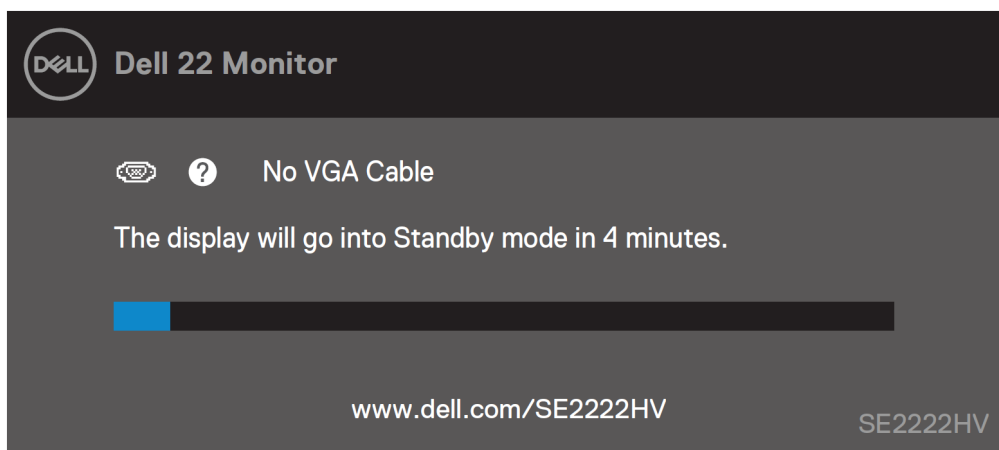 DELL
Dell 22 Monitor
? No VGA Cable
The display will go into Standby mode in 4 minutes.
www.dell.com/SE2222HV
SE2222HV